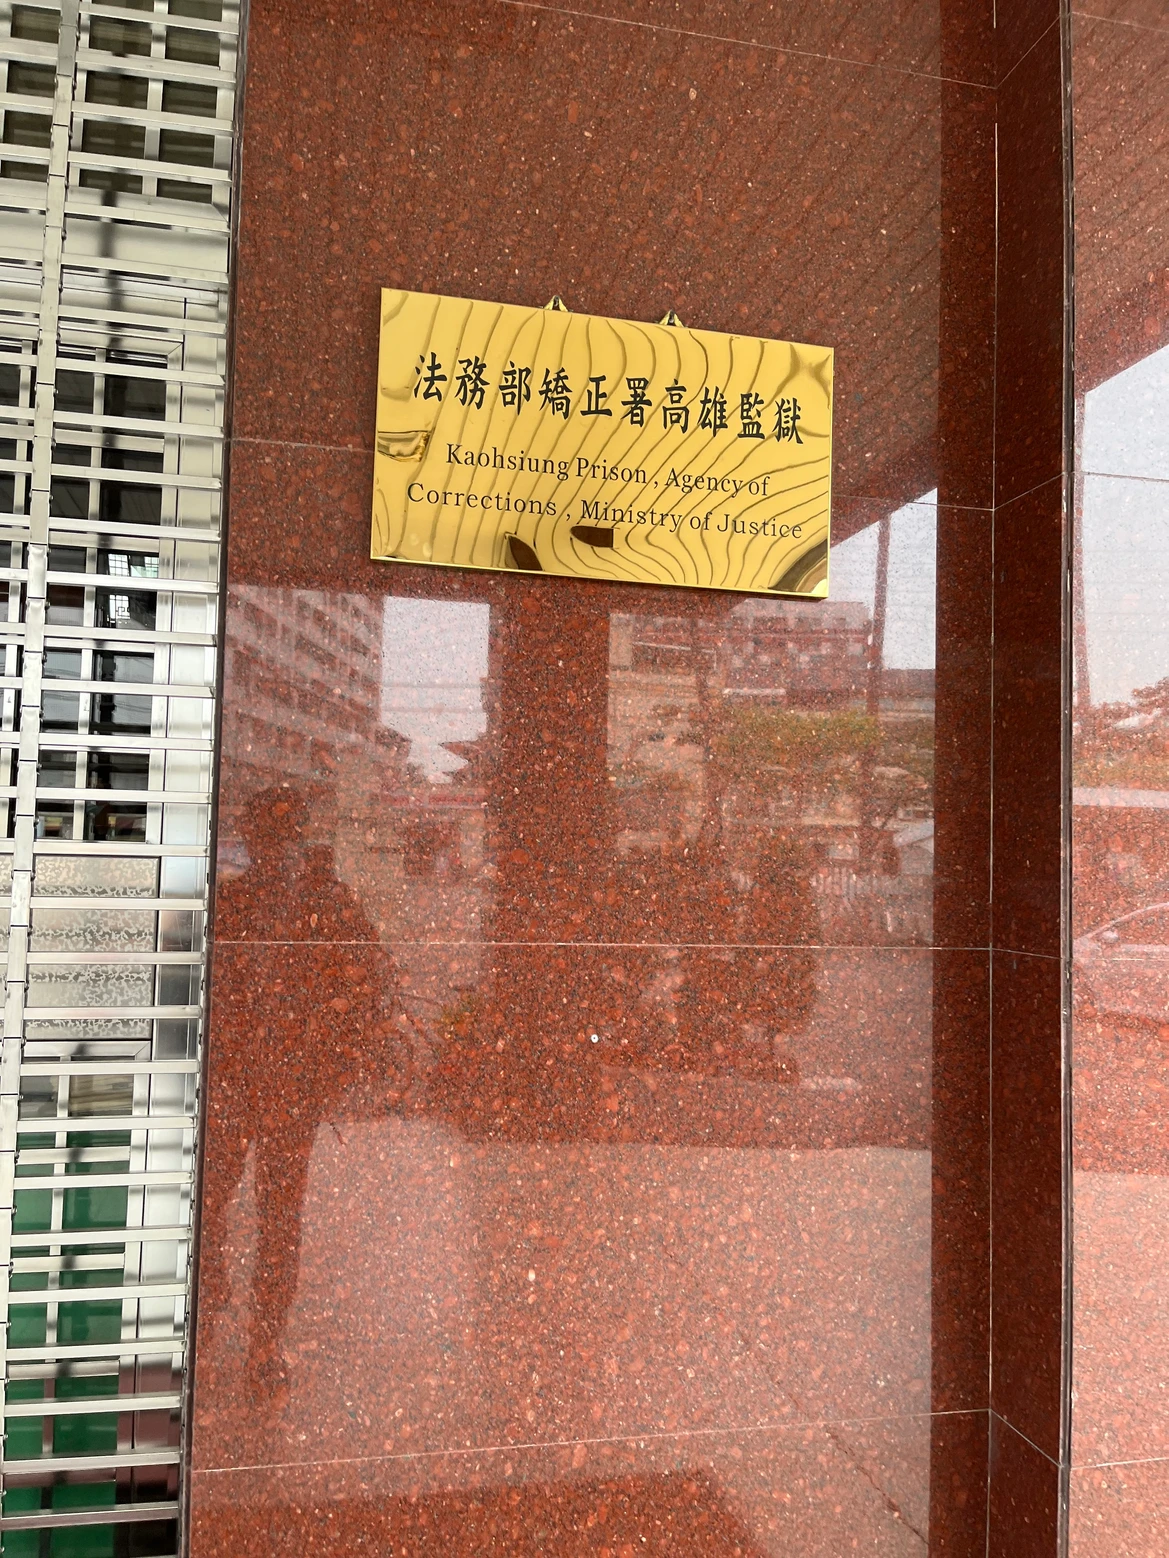 法務部矯正署高雄監獄
Kaohsiung Prison , Agency of
Corrections , Ministry of Justice